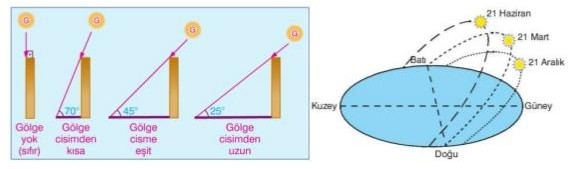 G
G
G
G
70°
45°
25°
Gölge
yok
(sıfır)
Gölge
cisimden
kısa
Gölge
cisme
eşit
Gölge
cisimden
uzun
21 Haziran
21 Mart
21 Aralık
Batı
Kuzey
Güney
Doğu